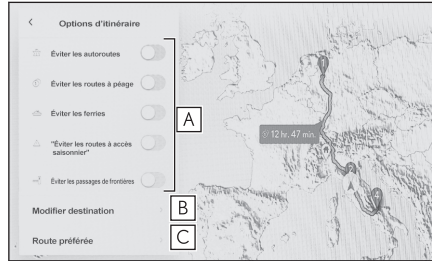 Options d'itinéraire
Éviter les autoroutes
Éviter les routes à péage
Éviter les ferries
"Éviter les routes à accès
saisonnier"
Éviter les passages de frontières
Modifier destination
Route préférée
A
B
C
12 hr. 47 min.